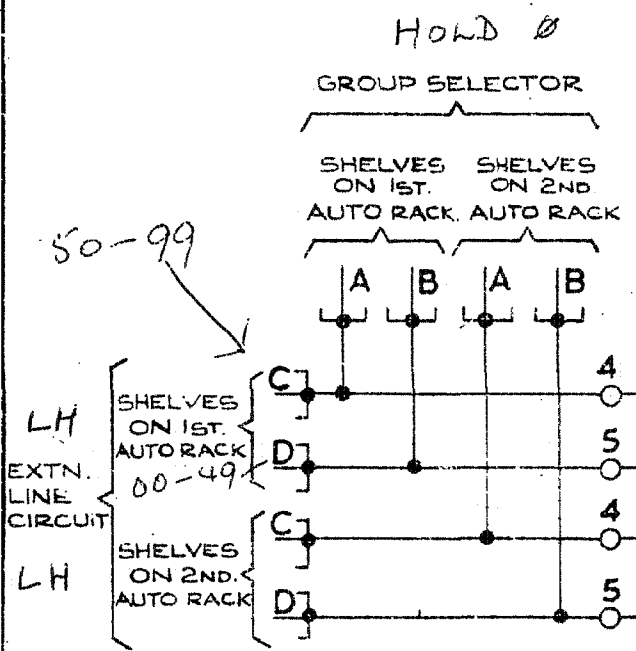 HOLD Ø
GROUP SELECTOR
SHELVES ON 1ST. AUTO RACK.
SHELVES ON 2ND. AUTO RACK
50-99
A B A B
C 4
LH
SHELVES ON 1ST. AUTO RACK
D 5
00-49
EXTN. LINE CIRCUIT
C 4
LH
SHELVES ON 2ND. AUTO RACK
D 5